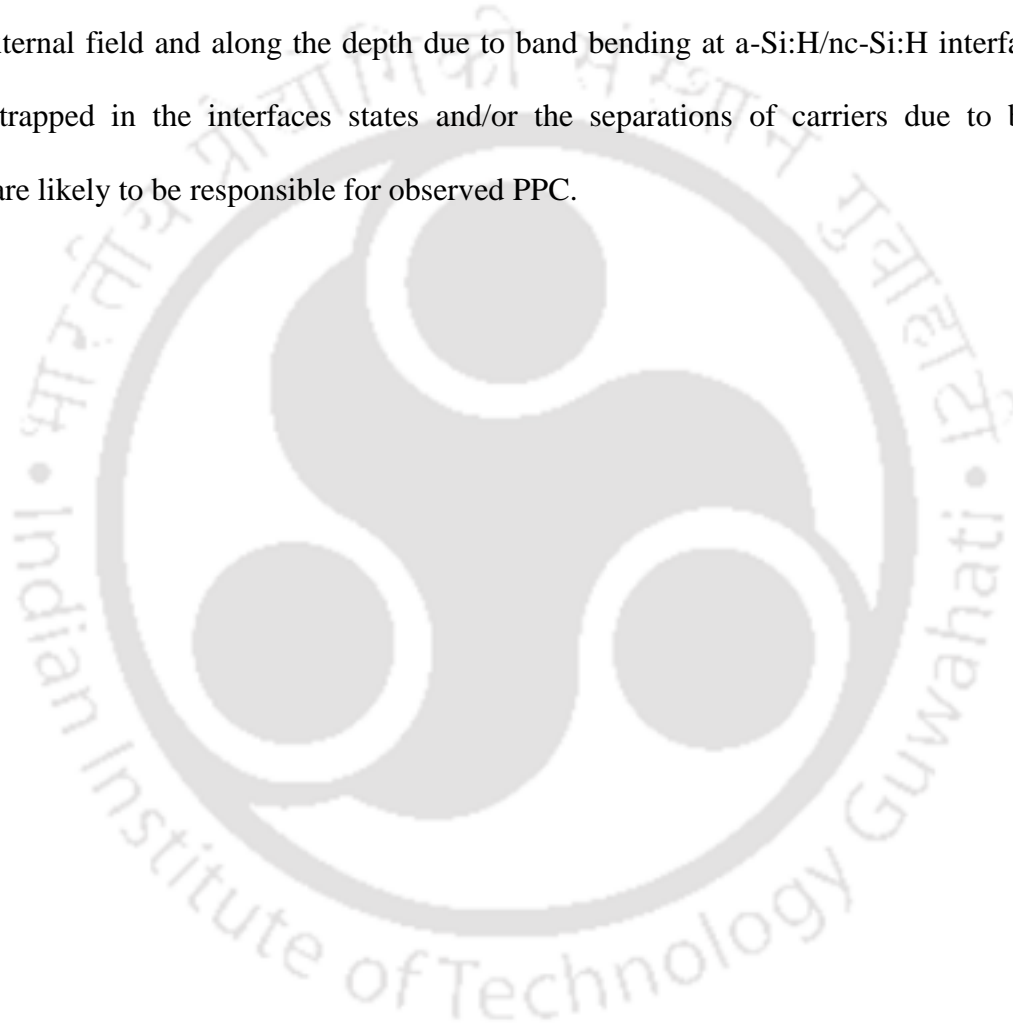 nternal field and along the depth due to band bending at a-Si:H/nc-Si:H interfa
trapped in the interfaces states and/or the separations of carriers due to b
are likely to be responsible for observed PPC.
भारतीय प्रौद्योगिकी संस्थान गुवाहाटी
Indian Institute of Technology Guwahati